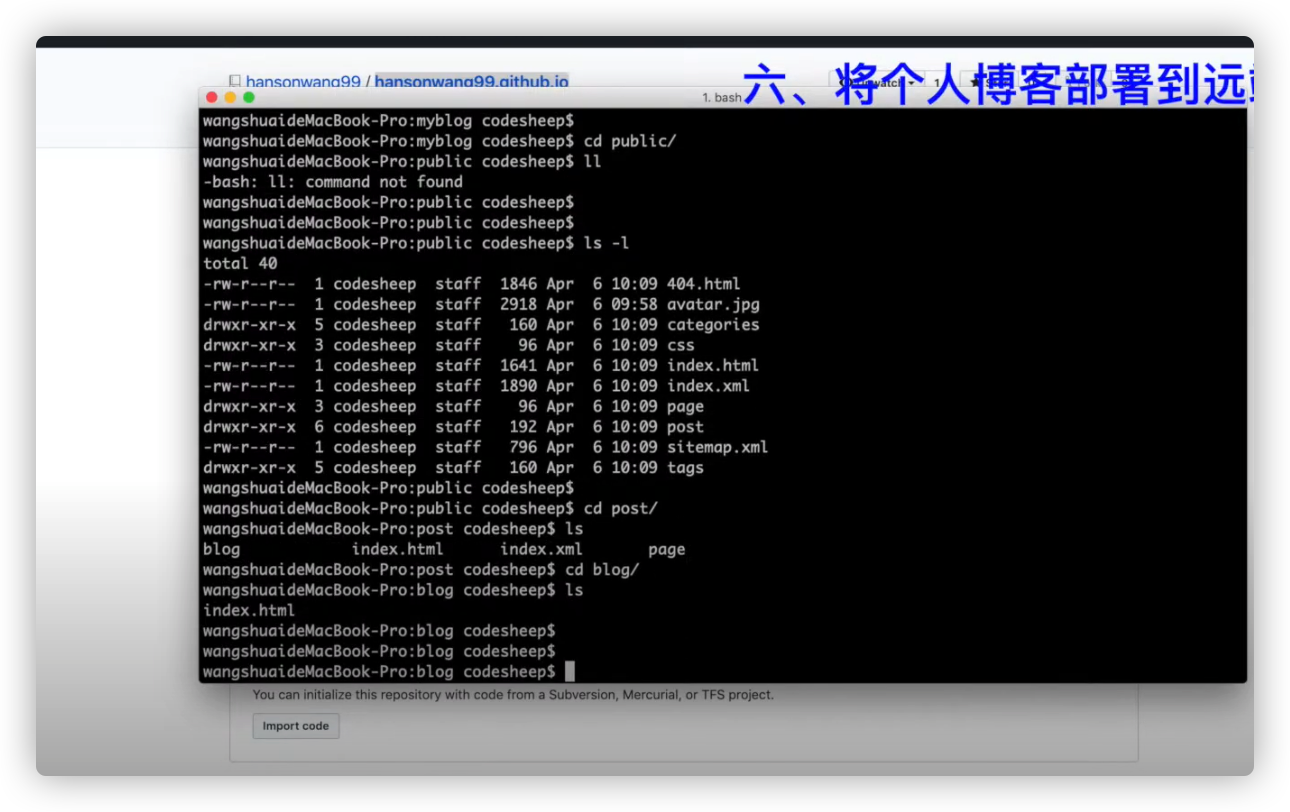 hansonwang99 / hansonwang99.github.io
六、将个人博客部署到远
1. bash
wangshuaideMacBook-Pro:myblog codesheep$
wangshuaideMacBook-Pro:myblog codesheep$ cd public/
wangshuaideMacBook-Pro:public codesheep$ ll
-bash: ll: command not found
wangshuaideMacBook-Pro:public codesheep$
wangshuaideMacBook-Pro:public codesheep$
wangshuaideMacBook-Pro:public codesheep$ ls -l
total 40
-rw-r--r--  1 codesheep  staff  1846 Apr  6 10:09 404.html
-rw-r--r--  1 codesheep  staff  2918 Apr  6 09:58 avatar.jpg
drwxr-xr-x  5 codesheep  staff   160 Apr  6 10:09 categories
drwxr-xr-x  3 codesheep  staff    96 Apr  6 10:09 css
-rw-r--r--  1 codesheep  staff  1641 Apr  6 10:09 index.html
-rw-r--r--  1 codesheep  staff  1890 Apr  6 10:09 index.xml
drwxr-xr-x  3 codesheep  staff    96 Apr  6 10:09 page
drwxr-xr-x  6 codesheep  staff   192 Apr  6 10:09 post
-rw-r--r--  1 codesheep  staff   796 Apr  6 10:09 sitemap.xml
drwxr-xr-x  5 codesheep  staff   160 Apr  6 10:09 tags
wangshuaideMacBook-Pro:public codesheep$
wangshuaideMacBook-Pro:public codesheep$ cd post/
wangshuaideMacBook-Pro:post codesheep$ ls
blog            index.html      index.xml       page
wangshuaideMacBook-Pro:post codesheep$ cd blog/
wangshuaideMacBook-Pro:blog codesheep$ ls
index.html
wangshuaideMacBook-Pro:blog codesheep$
wangshuaideMacBook-Pro:blog codesheep$
wangshuaideMacBook-Pro:blog codesheep$
You can initialize this repository with code from a Subversion, Mercurial, or TFS project.
Import code